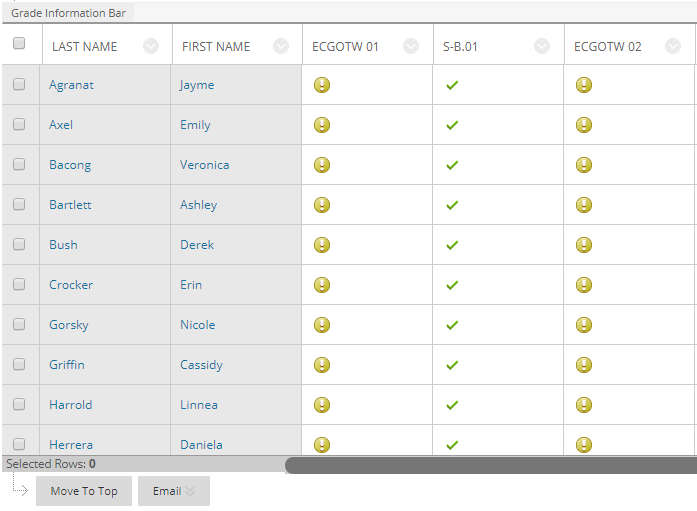 Grade Information Bar
LAST NAME FIRST NAME ECGOTW 01 S-B.01 ECGOTW 02
Agranat Jayme
Axel Emily
Bacong Veronica
Bartlett Ashley
Bush Derek
Crocker Erin
Gorsky Nicole
Griffin Cassidy
Harrold Linnea
Herrera Daniela
Selected Rows: 0
Move To Top Email